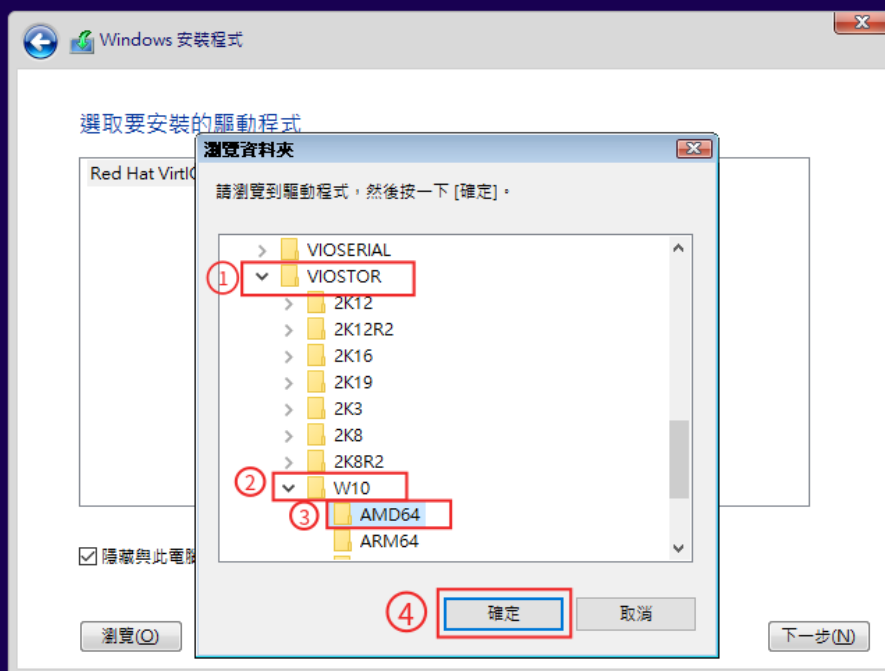 Windows 安裝程式
選取要安裝的驅動程式
Red Hat VirtI
瀏覽資料夾
請瀏覽到驅動程式，然後按一下 [確定]。
VIOSERIAL
① VIOSTOR
2K12
2K12R2
2K16
2K19
2K3
2K8
2K8R2
② W10
③ AMD64
ARM64
隱藏與此電腦
④ 確定
取消
瀏覽(O)
下一步(N)